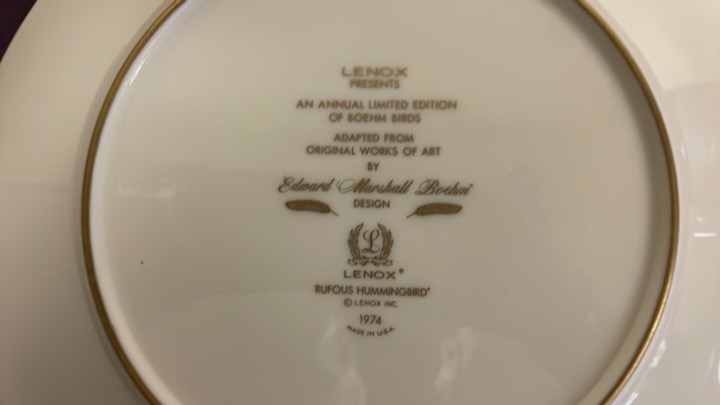 LENOX
PRESENTS
AN ANNUAL LIMITED EDITION
OF BOEHM BIRDS
ADAPTED FROM
ORIGINAL WORKS OF ART
BY
Edward Marshall Boehm*
DESIGN
L
LENOX®
RUFOUS HUMMINGBIRD*
© LENOX INC.
1974
MADE IN U.S.A.